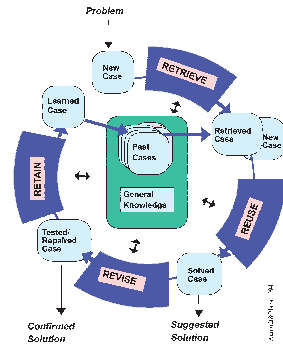 Problem
New
Case
RETRIEVE
Learned
Case
Past
Cases
Retrieved
Case
New
Case
General
Knowledge
RETAIN
REUSE
Tested/
Repaired
Case
REVISE
Solved
Case
Confirmed
Solution
Suggested
Solution